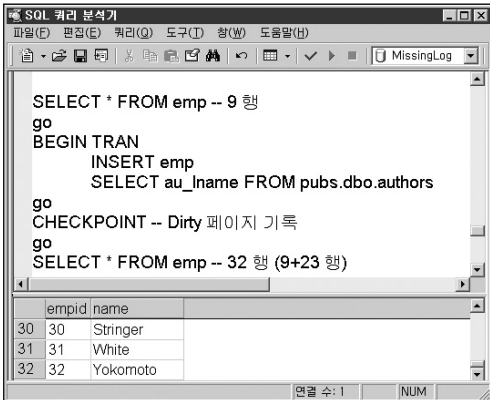 SQL 쿼리 분석기
파일(F) 편집(E) 쿼리(Q) 도구(T) 창(W) 도움말(H)
MissingLog
SELECT * FROM emp -- 9 행
go
BEGIN TRAN
INSERT emp
SELECT au_lname FROM pubs.dbo.authors
go
CHECKPOINT -- Dirty 페이지 기록
go
SELECT * FROM emp -- 32 행 (9+23 행)
empid name
30 30 Stringer
31 31 White
32 32 Yokomoto
연결 수: 1 NUM